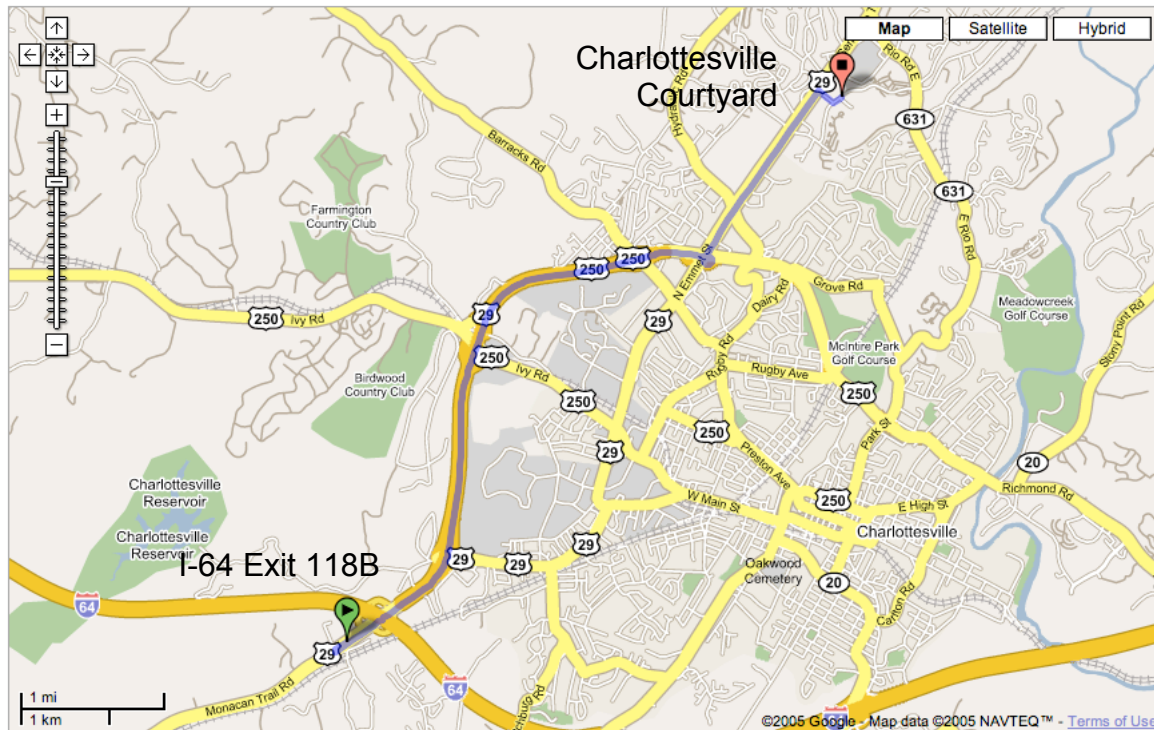 Map
Satellite
Hybrid
Charlottesville
Courtyard
29
Rio Rd E
631
Hydraulic Rd
Barracks Rd
631
E Rio Rd
Farmington
Country Club
250
250
N Emmet St
Grove Rd
Dairy Rd
Meadowcreek
Golf Course
Stony Point Rd
250
Ivy Rd
29
29
McIntire Park
Golf Course
Rugby Rd
Rugby Ave
250
Ivy Rd
Birdwood
Country Club
250
250
Park St
250
29
Preston Ave
20
Richmond Rd
Charlottesville
Reservoir
W Main St
250
E High St
Charlottesville
Charlottesville
Reservoir
29
29
29
I-64 Exit 118B
Oakwood
Cemetery
20
Carlton Rd
64
29
Monacan Trail Rd
64
1 mi
1 km
©2005 Google - Map data ©2005 NAVTEQ™ - Terms of Use